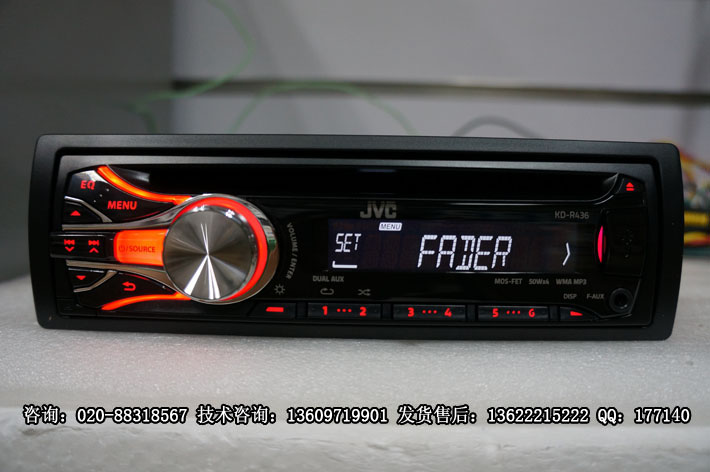 EQ
MENU
SOURCE
VOLUME / ENTER
JVC
KD-R436
MENU
SET
FADER
DUAL AUX
MOS-FET 50Wx4 WMA MP3
DISP F-AUX
1 2 3 4 5 6
咨询: 020-88318567 技术咨询: 13609719901 发货售后: 13622215222 QQ: 177140